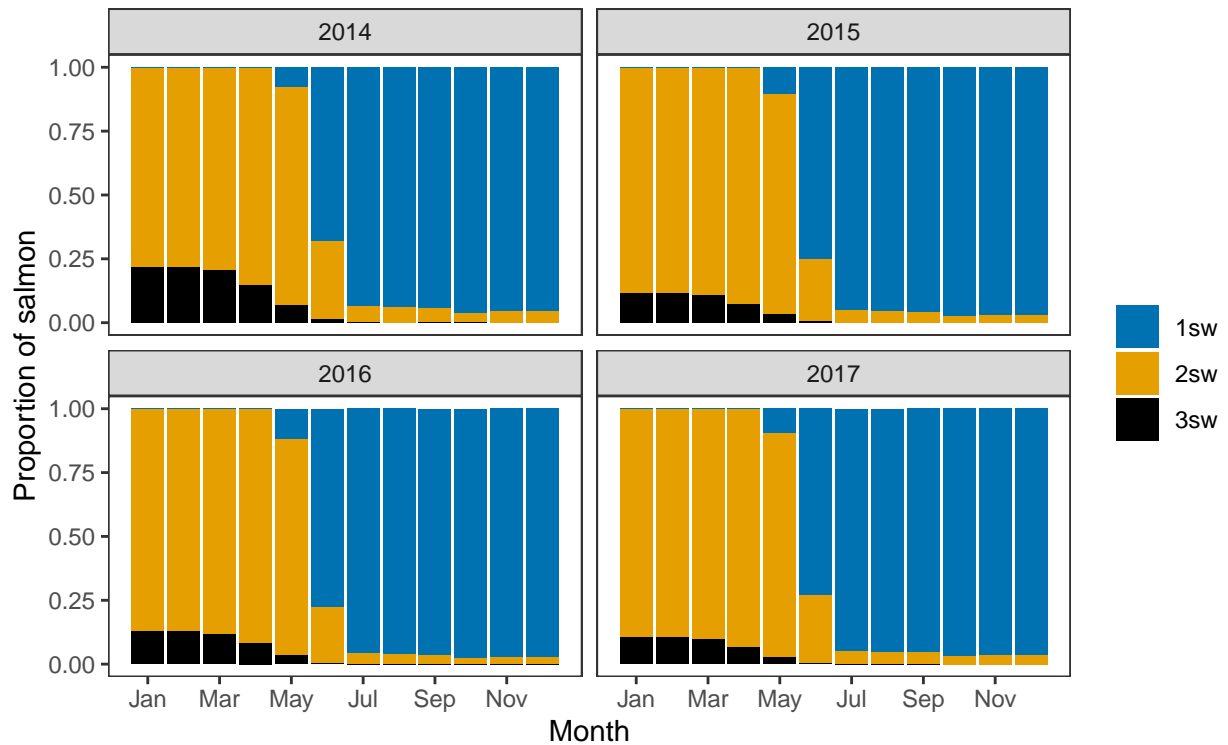 2014
2015
1.00
0.75
0.50
0.25
0.00
2016
2017
1.00
0.75
0.50
0.25
0.00
Jan Mar May Jul Sep Nov
Jan Mar May Jul Sep Nov
Month
Proportion of salmon
1sw
2sw
3sw